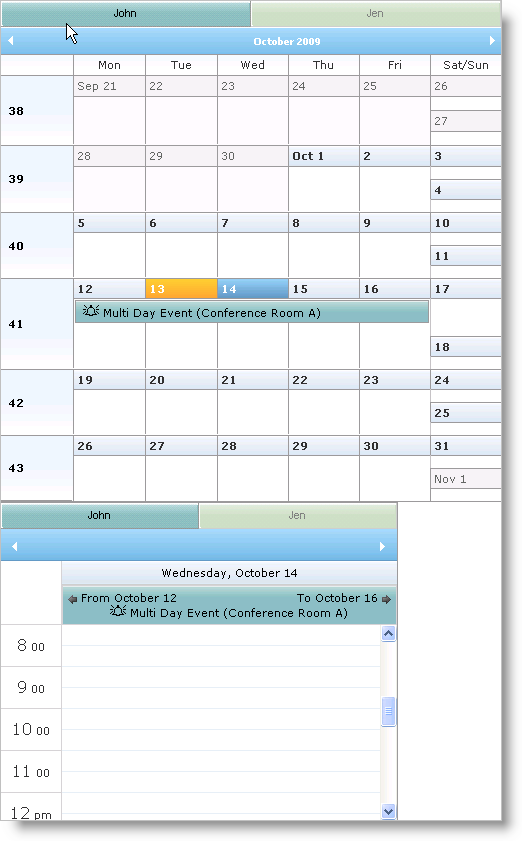 John Jen
October 2009
Mon Tue Wed Thu Fri Sat/Sun
Sep 21 22 23 24 25 26
38
27
28 29 30 Oct 1 2 3
39
4
5 6 7 8 9 10
40
11
12 13 14 15 16 17
Multi Day Event (Conference Room A)
41
18
19 20 21 22 23 24
42
25
26 27 28 29 30 31
43
Nov 1
John Jen
Wednesday, October 14
From October 12 To October 16
Multi Day Event (Conference Room A)
8 00
9 00
10 00
11 00
12 pm